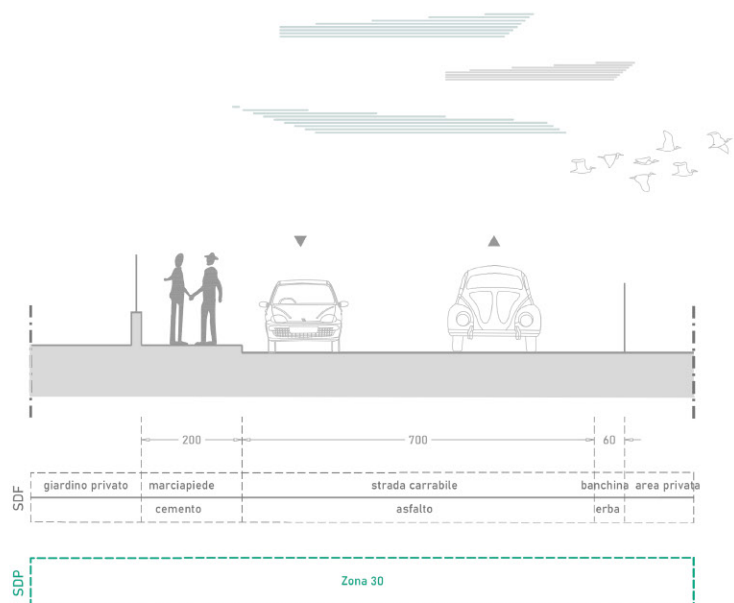 200 700 60
SDF
giardino privato marciapiede strada carrabile banchina area privata
cemento asfalto erba
SDP
Zona 30